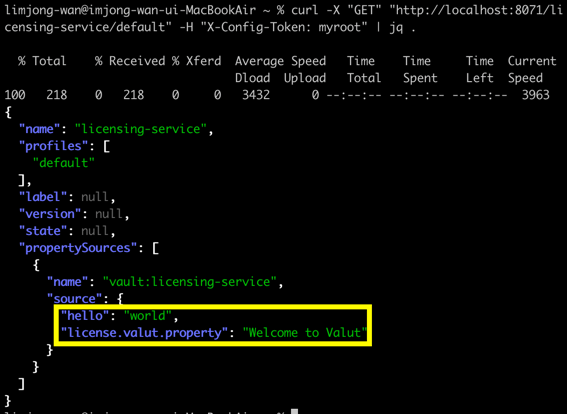 limjong-wan@imjong-wan-ui-MacBookAir ~ % curl -X "GET" "http://localhost:8071/li
censing-service/default" -H "X-Config-Token: myroot" | jq .
% Total % Received % Xferd Average Speed Time Time Time Current
Dload Upload Total Spent Left Speed
100 218 0 218 0 0 3432 0 --:--:-- --:--:-- --:--:-- 3963
{
"name": "licensing-service",
"profiles": [
"default"
],
"label": null,
"version": null,
"state": null,
"propertySources": [
{
"name": "vault:licensing-service",
"source": {
"hello": "world",
"license.valut.property": "Welcome to Valut"
}
}
]
}